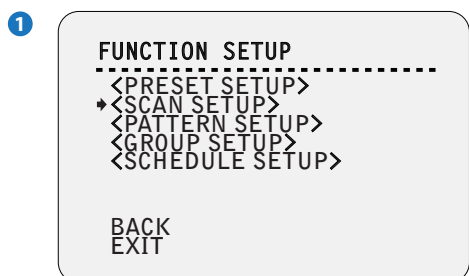 1
FUNCTION SETUP
<PRESET SETUP>
<SCAN SETUP>
<PATTERN SETUP>
<GROUP SETUP>
<SCHEDULE SETUP>
BACK
EXIT